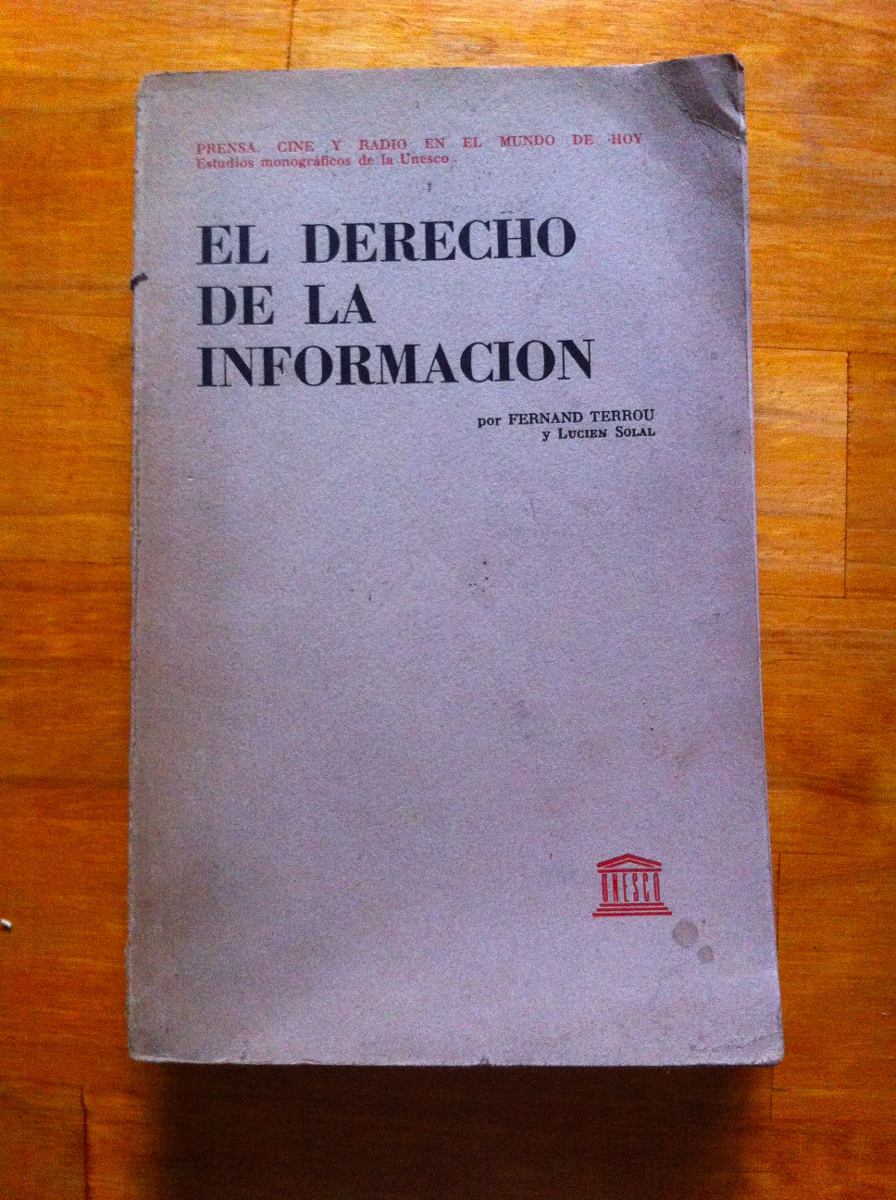 PRENSA, CINE Y RADIO EN EL MUNDO DE HOY
Estudios monográficos de la Unesco
EL DERECHO
DE LA
INFORMACION
por FERNAND TERROU
y LUCIEN SOLAL
UNESCO